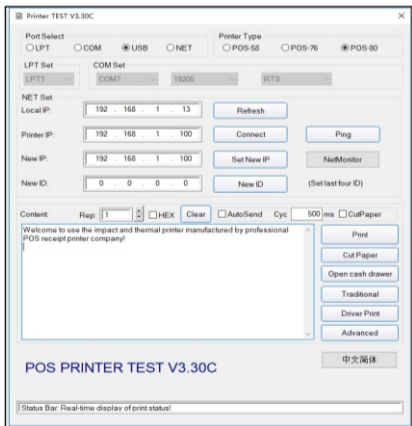 Printer TEST V3.30C
Port Select
LPT COM USB NET
Printer Type
POS-58 POS-76 POS-80
LPT Set
LPT1
COM Set
COM7 19200 RTS
NET Set
Local IP: 192 . 168 . 1 . 13 Refresh
Printer IP: 192 . 168 . 1 . 100 Connect Ping
New IP: 192 . 168 . 1 . 100 Set New IP NetMonitor
New ID: 0 . 0 . 0 . 0 New ID (Set last four ID)
Content: Rep: 1 HEX Clear AutoSend Cyc 500 ms CutPaper
Welcome to use the impact and thermal printer manufactured by professional
POS receipt printer company!
Print
Cut Paper
Open cash drawer
Traditional
Driver Print
Advanced
中文简体
POS PRINTER TEST V3.30C
Status Bar: Real-time display of print status!